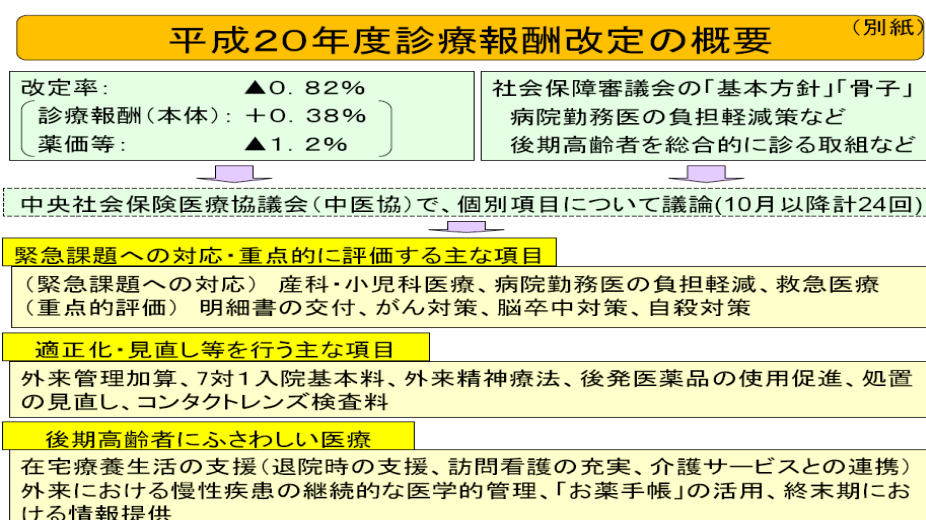 平成20年度診療報酬改定の概要
(別紙)
改定率: ▲0.82%
診療報酬(本体): +0.38%
薬価等: ▲1.2%
社会保障審議会の「基本方針」「骨子」
病院勤務医の負担軽減策など
後期高齢者を総合的に診る取組など
中央社会保険医療協議会(中医協)で、個別項目について議論(10月以降計24回)
緊急課題への対応・重点的に評価する主な項目
(緊急課題への対応) 産科・小児科医療、病院勤務医の負担軽減、救急医療
(重点的評価) 明細書の交付、がん対策、脳卒中対策、自殺対策
適正化・見直し等を行う主な項目
外来管理加算、7対1入院基本料、外来精神療法、後発医薬品の使用促進、処置
の見直し、コンタクトレンズ検査料
後期高齢者にふさわしい医療
在宅療養生活の支援(退院時の支援、訪問看護の充実、介護サービスとの連携)
外来における慢性疾患の継続的な医学的管理、「お薬手帳」の活用、終末期にお
ける情報提供